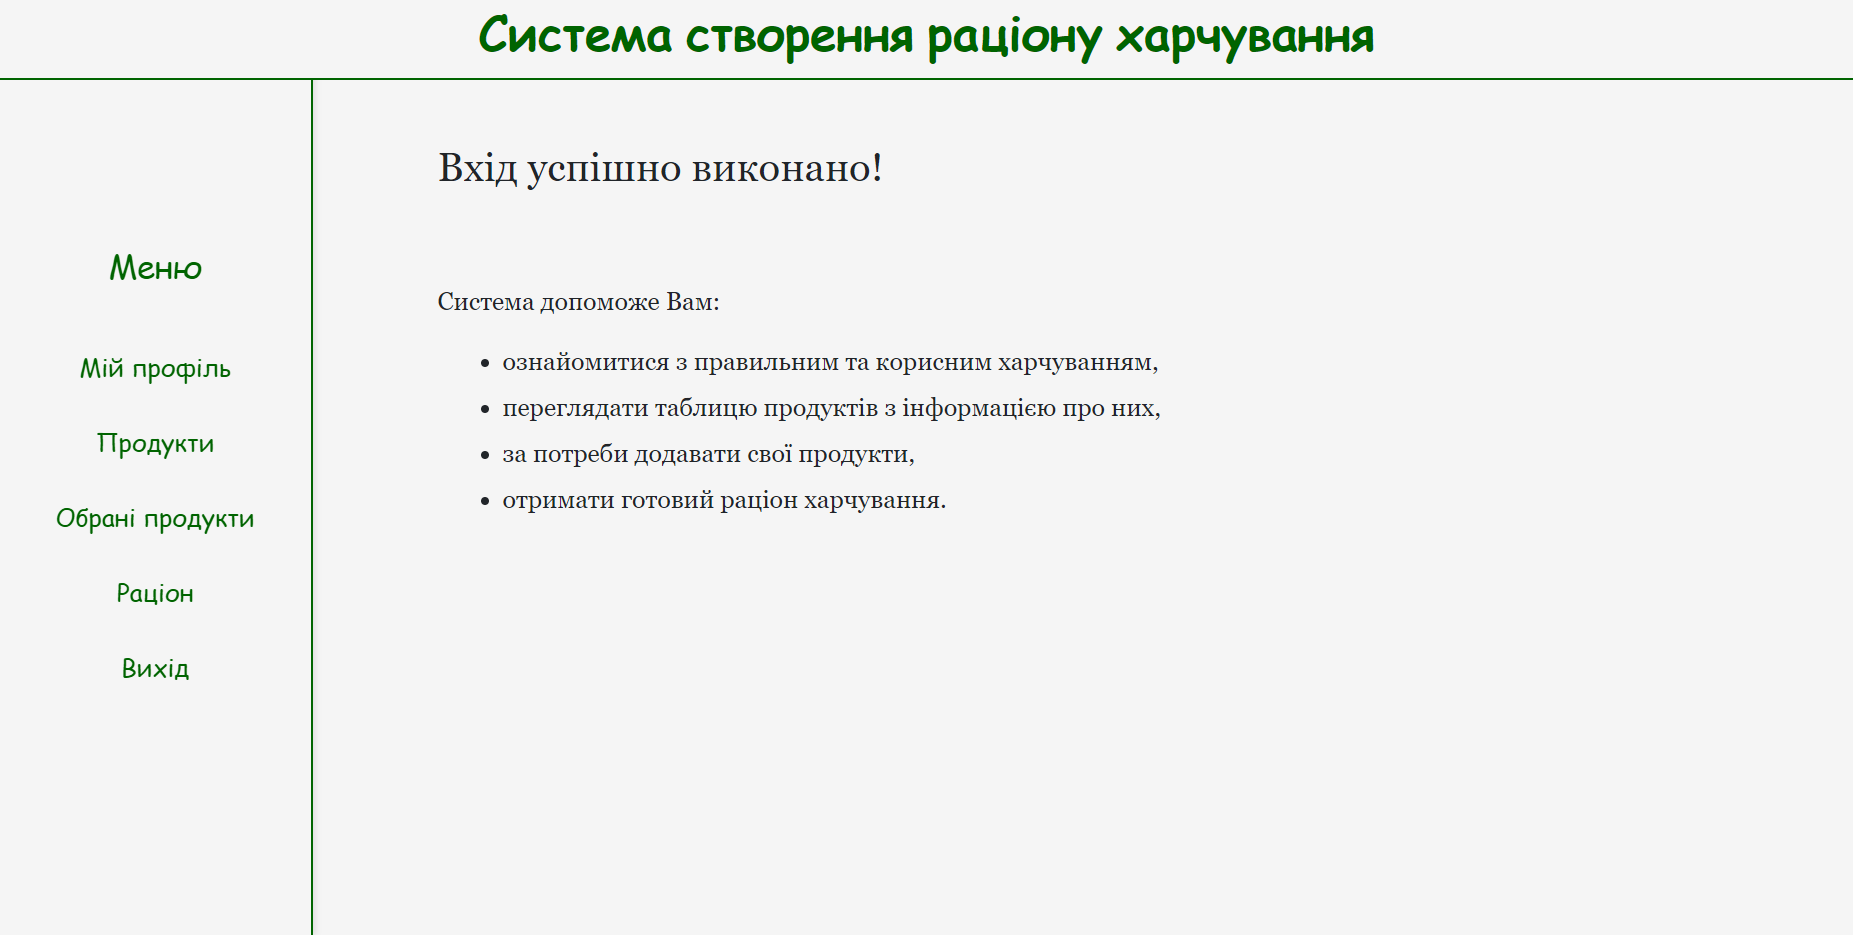 Система створення раціону харчування
Меню
Мій профіль
Продукти
Обрані продукти
Раціон
Вихід
Вхід успішно виконано!
Система допоможе Вам:
• ознайомитися з правильним та корисним харчуванням,
• переглядати таблицю продуктів з інформацією про них,
• за потреби додавати свої продукти,
• отримати готовий раціон харчування.